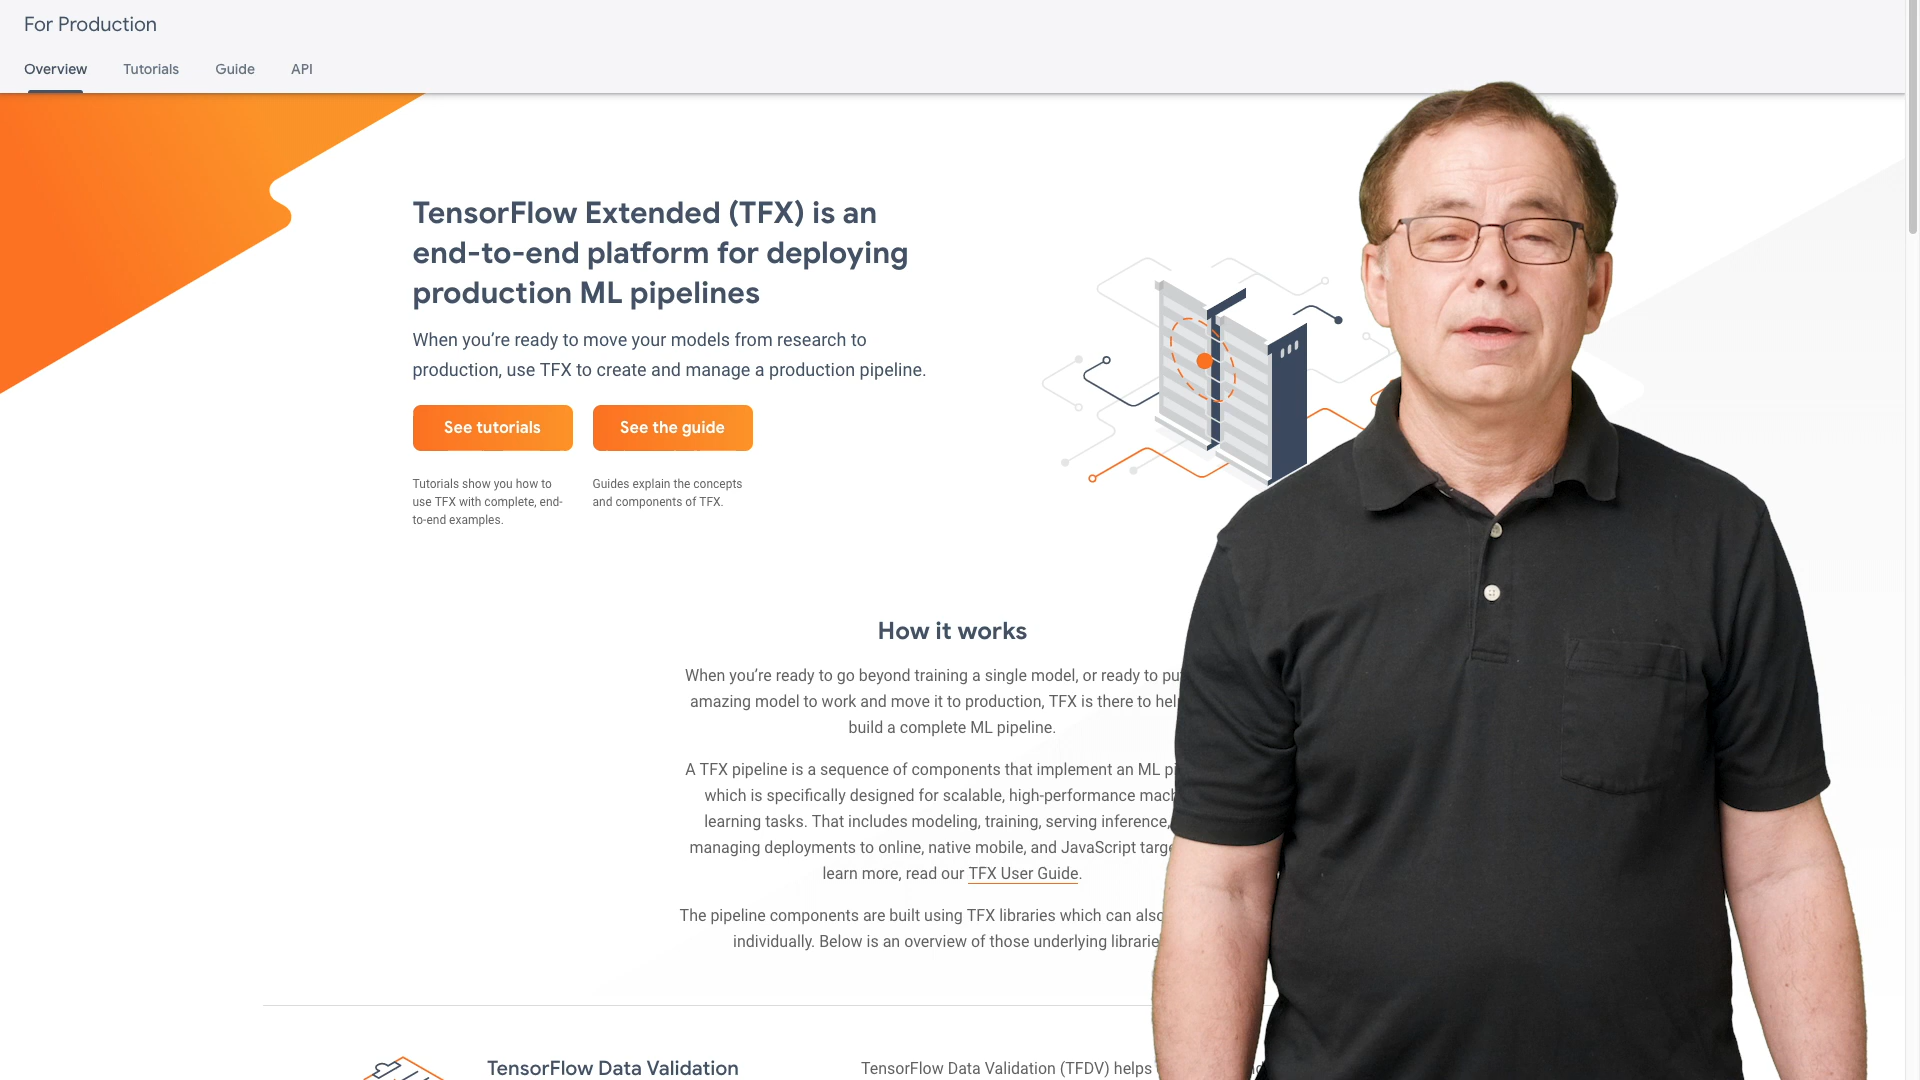 For Production
Overview Tutorials Guide API
TensorFlow Extended (TFX) is an
end-to-end platform for deploying
production ML pipelines
When you’re ready to move your models from research to
production, use TFX to create and manage a production pipeline.
See tutorials See the guide
Tutorials show you how to
use TFX with complete, end-
to-end examples.
Guides explain the concepts
and components of TFX.
How it works
When you’re ready to go beyond training a single model, or ready to
amazing model to work and move it to production, TFX is there to
build a complete ML pipeline.
A TFX pipeline is a sequence of components that implement an ML
which is specifically designed for scalable, high-performance
learning tasks. That includes modeling, training, serving inference,
managing deployments to online, native mobile, and JavaScript
learn more, read our TFX User Guide.
The pipeline components are built using TFX libraries which can also
individually. Below is an overview of those underlying
TensorFlow Data Validation
TensorFlow Data Validation (TFDV) helps